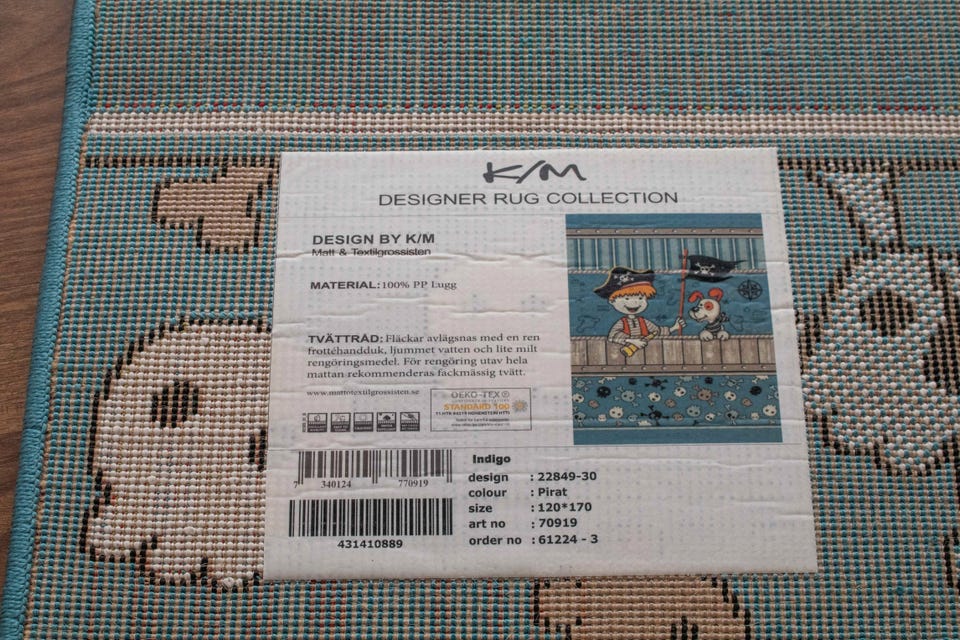 K/M
DESIGNER RUG COLLECTION
DESIGN BY K/M
Matt & Textilgrossisten
MATERIAL: 100% PP Lugg
TVÄTTRÅD: Fläckar avlägsnas med en ren
frottéhandduk, ljummet vatten och lite milt
rengöringsmedel. För rengöring utav hela
mattan rekommenderas fackmässig tvätt.
www.mattotextilgrossisten.se
OEKO-TEX®
STANDARD 100
7 340124 770919
431410889
Indigo
design : 22849-30
colour : Pirat
size : 120*170
art no : 70919
order no : 61224 - 3